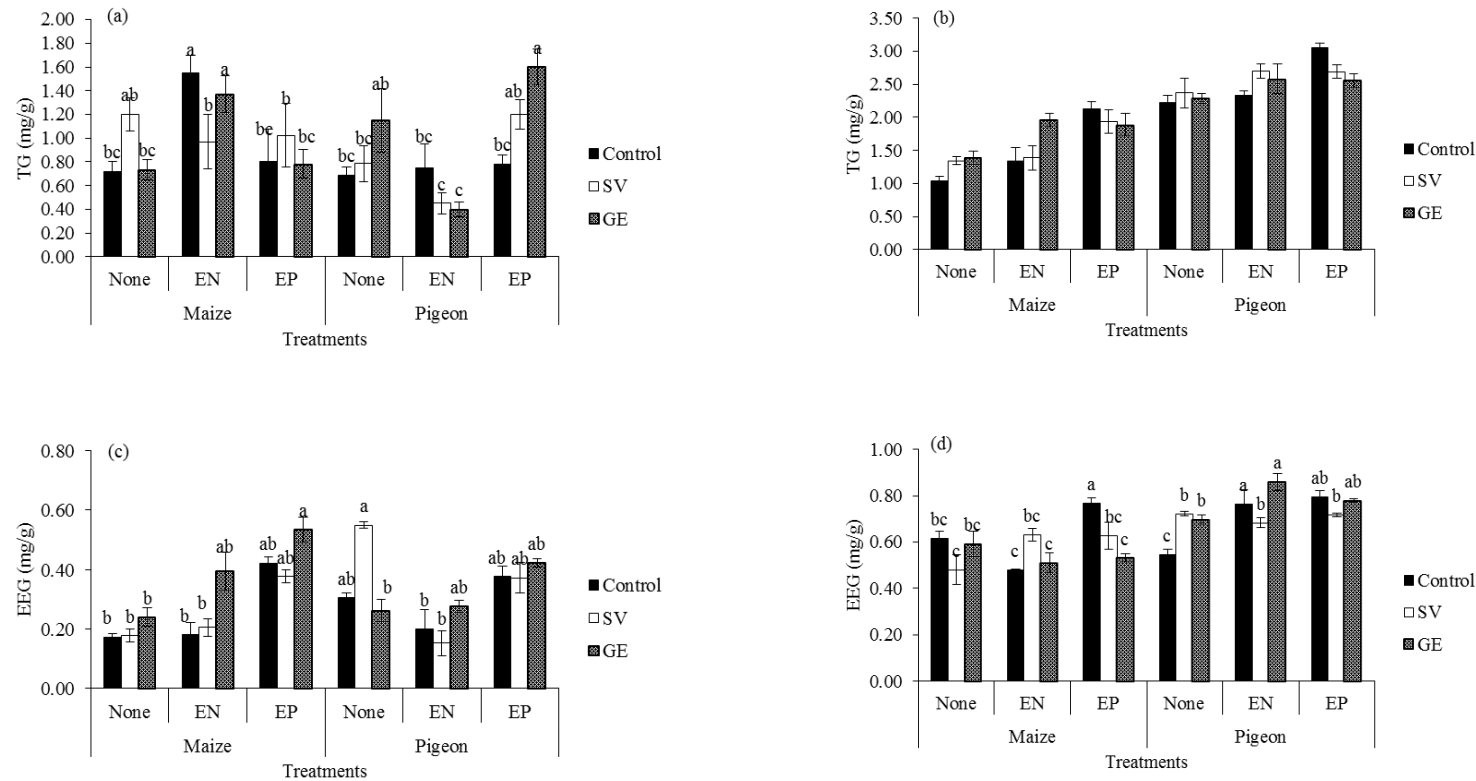 (a)
TG (mg/g)
2.00
1.80
1.60
1.40
1.20
1.00
0.80
0.60
0.40
0.20
0.00
bc ab bc a b a be b bc bc bc ab bc c c bc ab a
None EN EP None EN EP
Maize Pigeon
Treatments
Control
SV
GE
(b)
TG (mg/g)
3.50
3.00
2.50
2.00
1.50
1.00
0.50
0.00
None EN EP None EN EP
Maize Pigeon
Treatments
Control
SV
GE
(c)
EEG (mg/g)
0.80
0.60
0.40
0.20
0.00
b b b b b ab ab ab a ab a b b b ab ab ab ab
None EN EP None EN EP
Maize Pigeon
Treatments
Control
SV
GE
(d)
EEG (mg/g)
1.00
0.80
0.60
0.40
0.20
0.00
bc c bc c bc c a bc c c b b a b a ab b ab
None EN EP None EN EP
Maize Pigeon
Treatments
Control
SV
GE